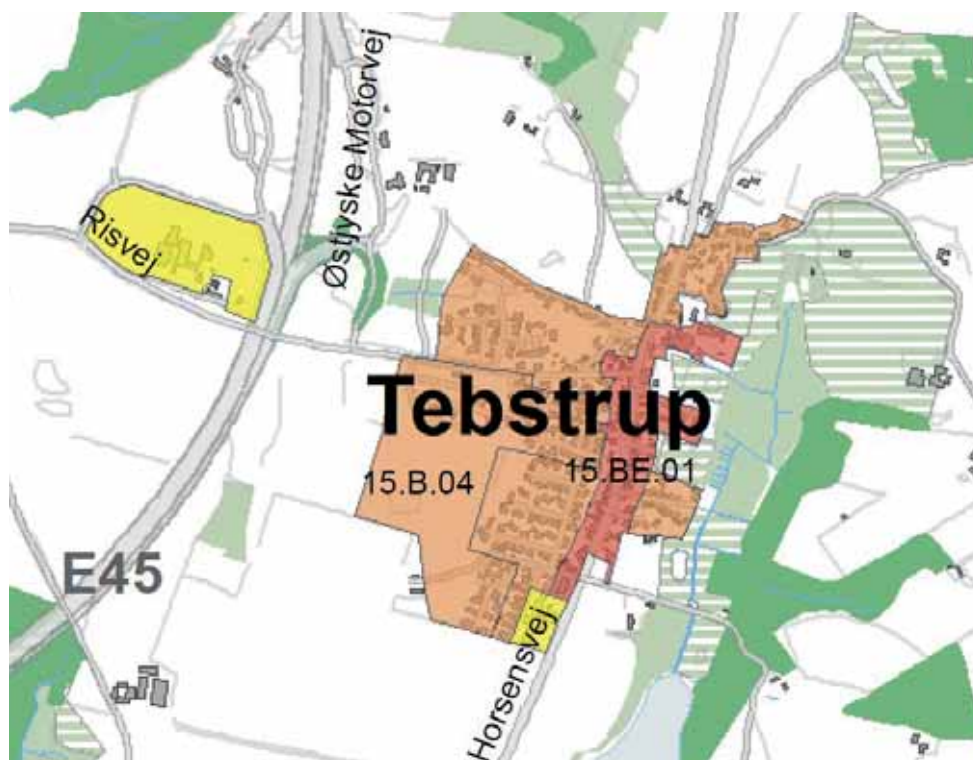 Østjyske Motorvej
Risvej
Tebstrup
15.B.04
15.BE.01
E45
Horsensvej